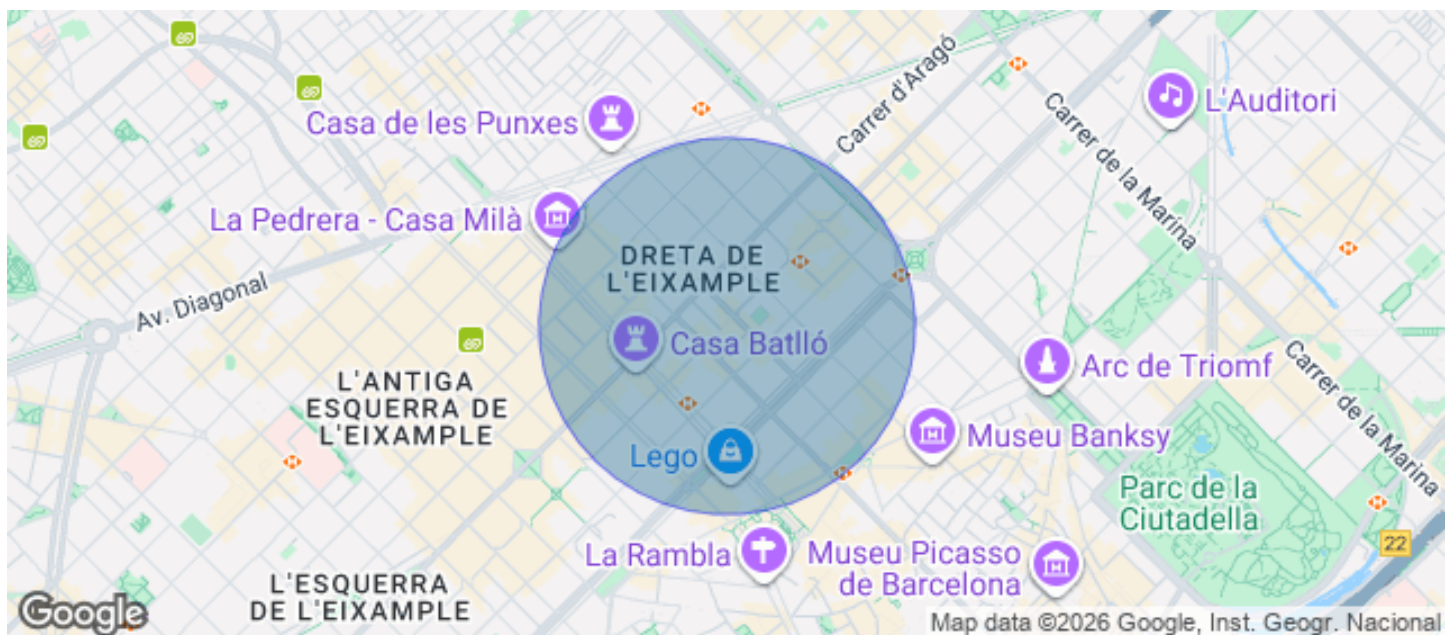 Casa de les Punxes
Carrer d'Aragó
L'Auditori
Carrer de la Marina
La Pedrera - Casa Milà
DRETA DE
L'EIXAMPLE
Av. Diagonal
Casa Batlló
Arc de Triomf
Carrer de la Marina
L'ANTIGA
ESQUERRA DE
L'EIXAMPLE
Lego
Museu Banksy
Parc de la
Ciutadella
22
La Rambla
Museu Picasso
de Barcelona
L'ESQUERRA
DE L'EIXAMPLE
Google
Map data ©2026 Google, Inst. Geogr. Nacional